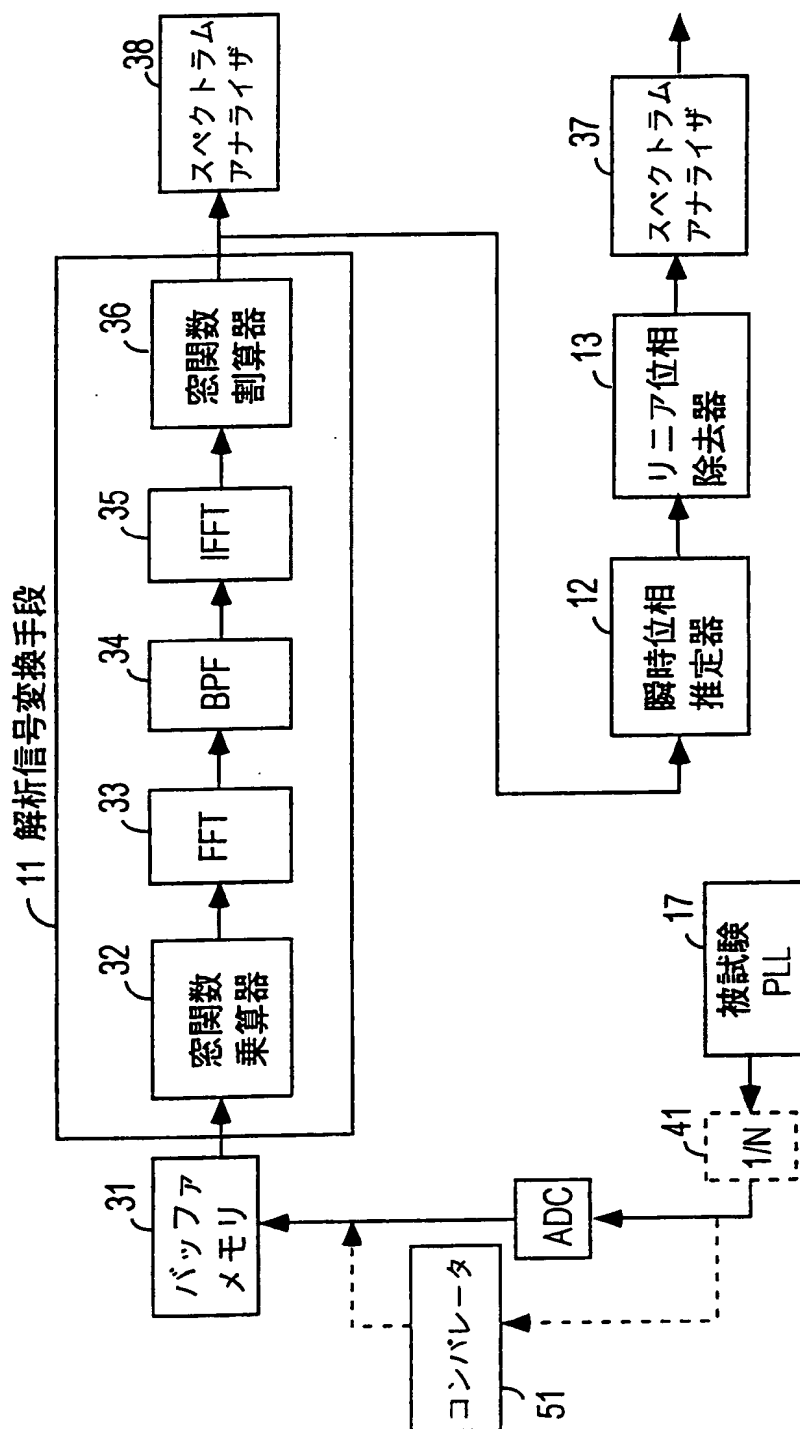 11 解析信号変換手段
31
バッファ
メモリ
32
窓関数
乗算器
33
FFT
34
BPF
35
IFFT
36
窓関数
割算器
38
スペクトラム
アナライザ
51
コンパレータ
ADC
41
1/N
17
被試験
PLL
12
瞬時位相
推定器
13
リニア位相
除去器
37
スペクトラム
アナライザ